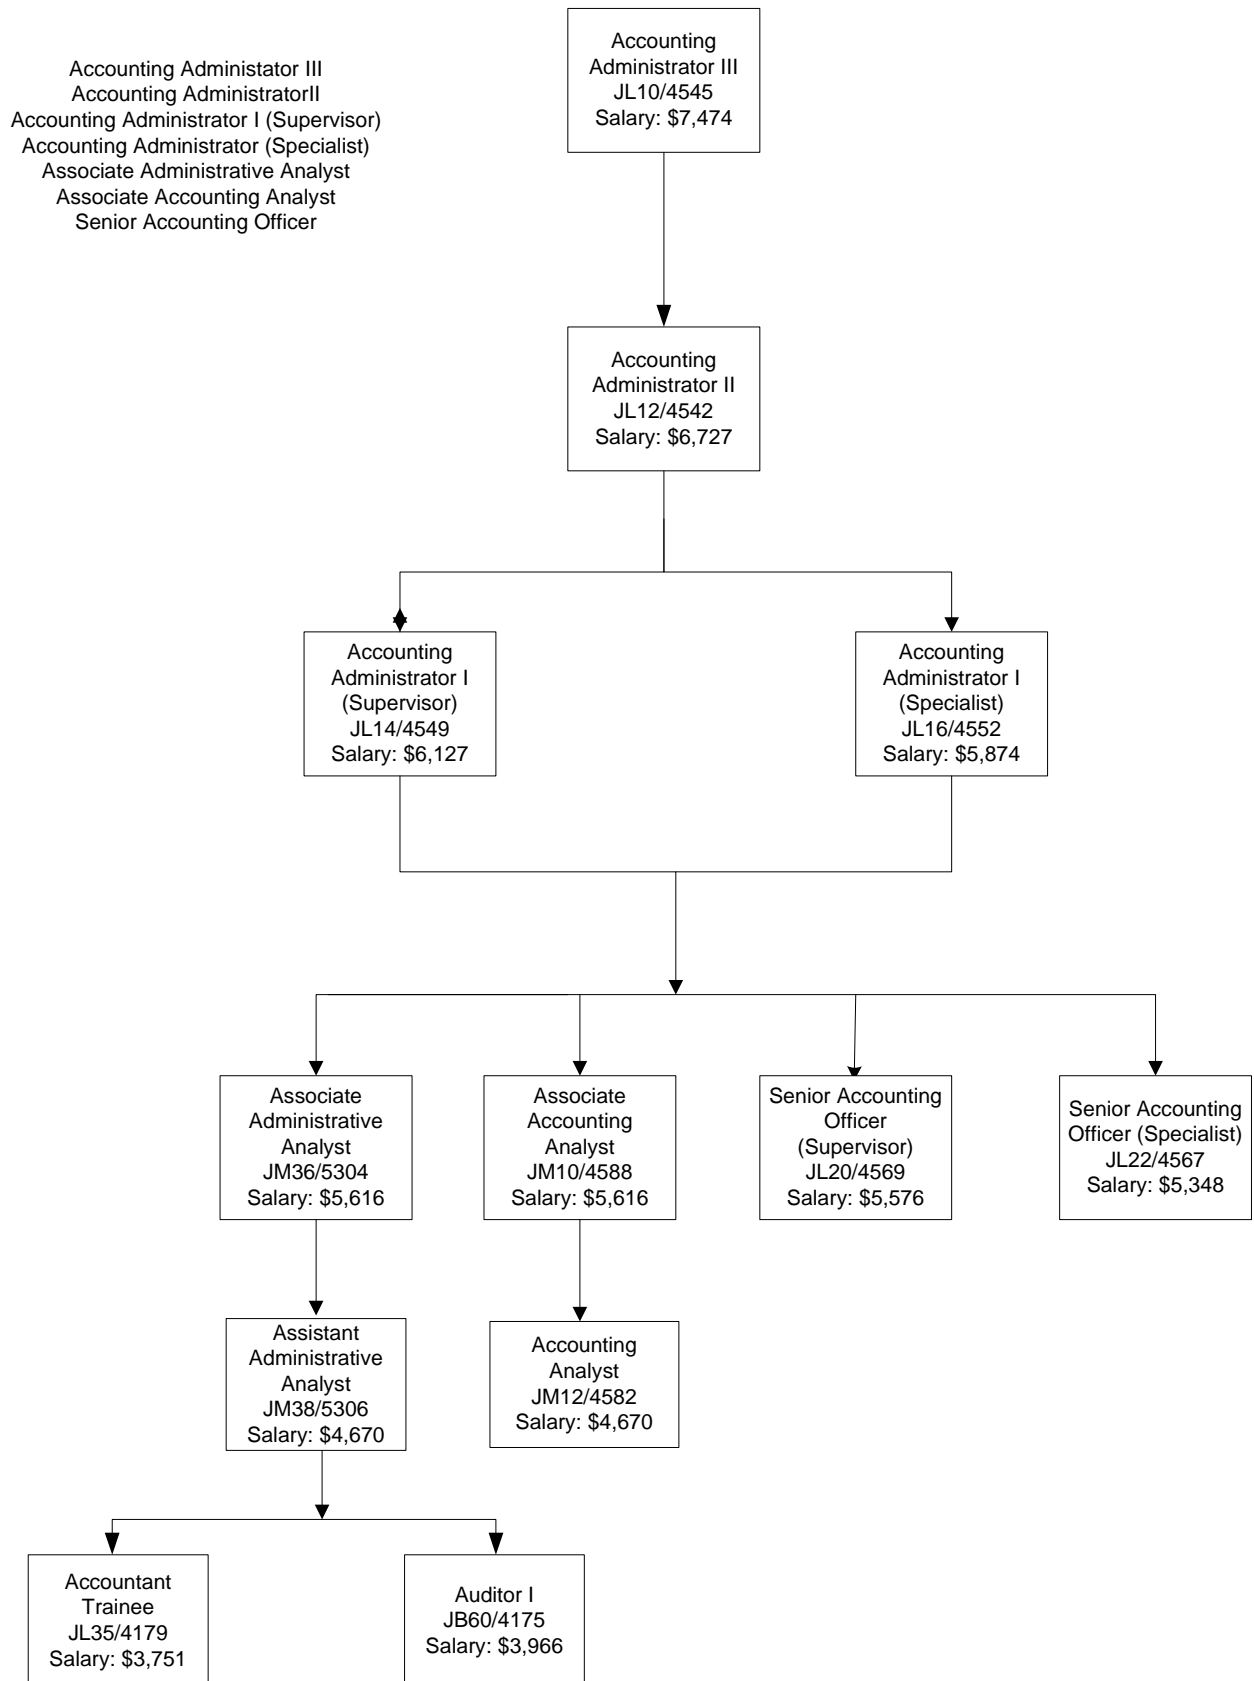 Accounting Administator III
Accounting AdministratorII
Accounting Administrator I (Supervisor)
Accounting Administrator (Specialist)
Associate Administrative Analyst
Associate Accounting Analyst
Senior Accounting Officer
Accounting
Administrator III
JL10/4545
Salary: $7,474
Accounting
Administrator II
JL12/4542
Salary: $6,727
Accounting
Administrator I
(Supervisor)
JL14/4549
Salary: $6,127
Accounting
Administrator I
(Specialist)
JL16/4552
Salary: $5,874
Associate
Administrative
Analyst
JM36/5304
Salary: $5,616
Associate
Accounting
Analyst
JM10/4588
Salary: $5,616
Senior Accounting
Officer
(Supervisor)
JL20/4569
Salary: $5,576
Senior Accounting
Officer (Specialist)
JL22/4567
Salary: $5,348
Assistant
Administrative
Analyst
JM38/5306
Salary: $4,670
Accounting
Analyst
JM12/4582
Salary: $4,670
Accountant
Trainee
JL35/4179
Salary: $3,751
Auditor I
JB60/4175
Salary: $3,966